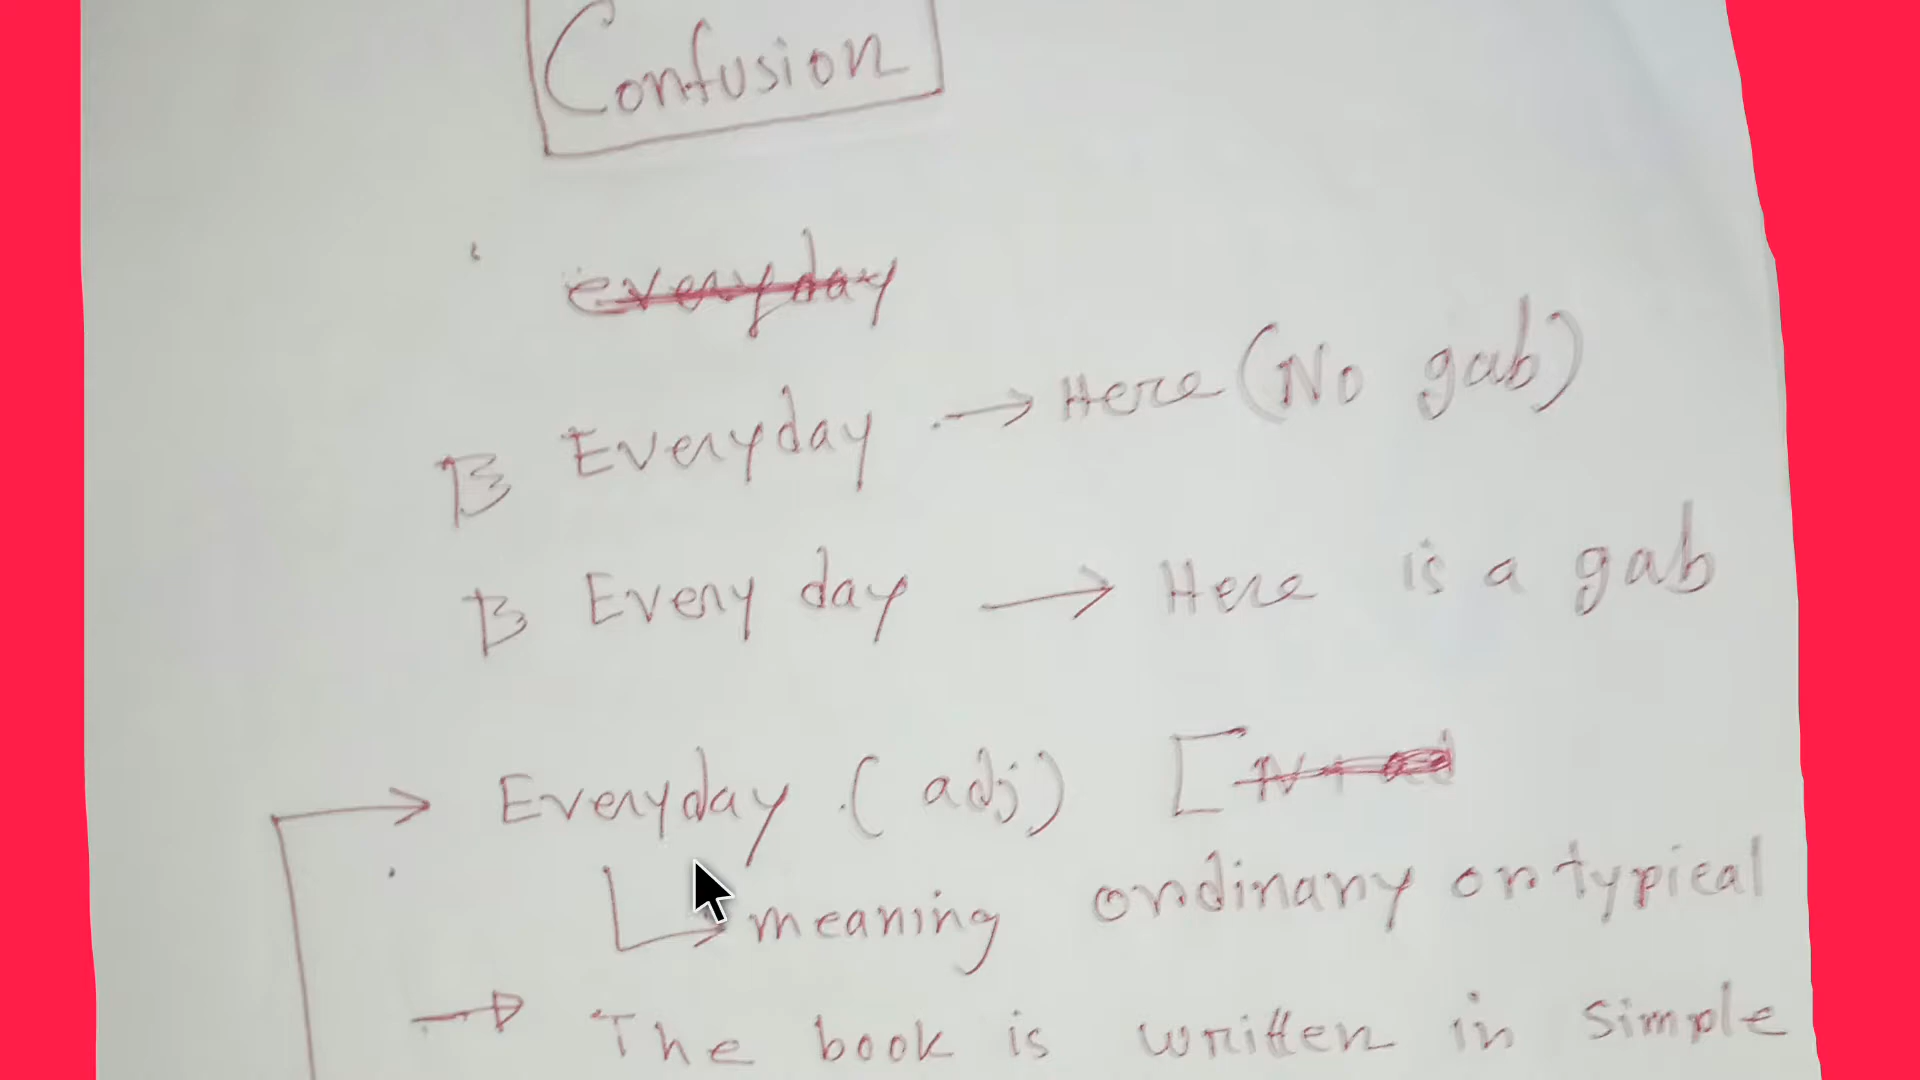 Confusion
everyday
Everyday → Here (No gab)
Every day → Here is a gab
→ Everyday (adj) [
meaning ordinary or typical
→ The book is written in simple